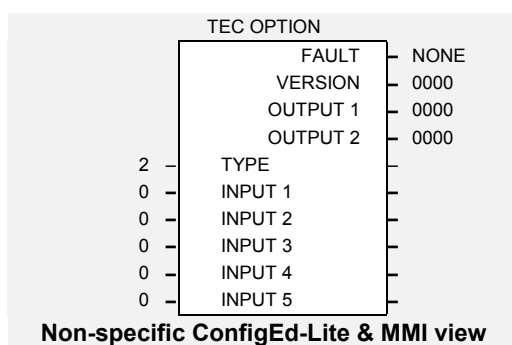 TEC OPTION
FAULT NONE
VERSION 0000
OUTPUT 1 0000
OUTPUT 2 0000
2 TYPE
0 INPUT 1
0 INPUT 2
0 INPUT 3
0 INPUT 4
0 INPUT 5
Non-specific ConfigEd-Lite & MMI view